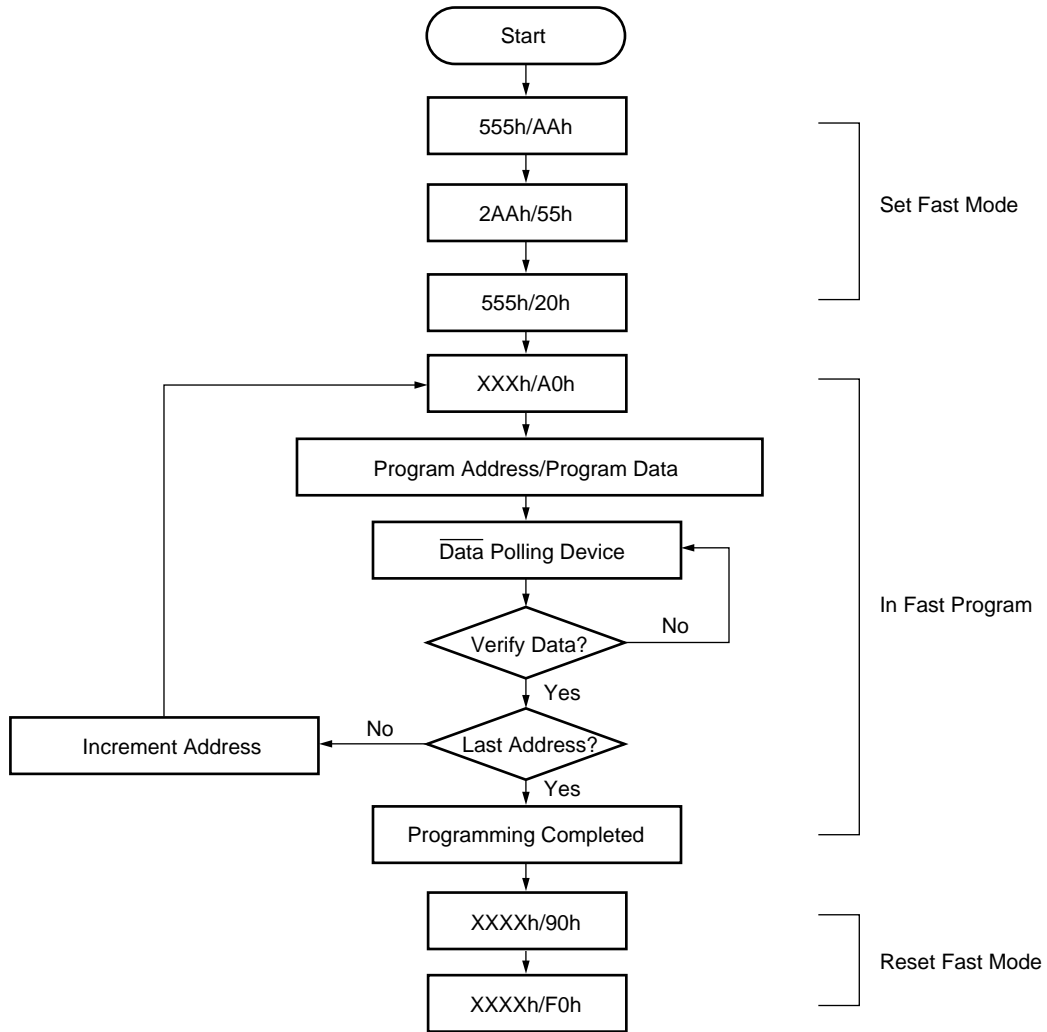 Start
555h/AAh
2AAh/55h
Set Fast Mode
555h/20h
XXXh/A0h
Program Address/Program Data
Data Polling Device
In Fast Program
Verify Data?
No
Yes
Increment Address
No
Last Address?
Yes
Programming Completed
XXXXh/90h
Reset Fast Mode
XXXXh/F0h